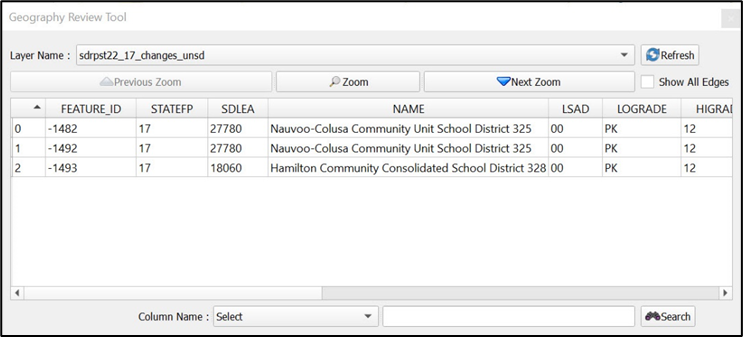 Geography Review Tool
Layer Name : sdrpst22_17_changes_unsd Refresh
Previous Zoom Zoom Next Zoom Show All Edges
FEATURE_ID STATEFP SDLEA NAME LSAD LOGRADE HIGRAD
0 -1482 17 27780 Nauvoo-Colusa Community Unit School District 325 00 PK 12
1 -1492 17 27780 Nauvoo-Colusa Community Unit School District 325 00 PK 12
2 -1493 17 18060 Hamilton Community Consolidated School District 328 00 PK 12
Column Name : Select Search